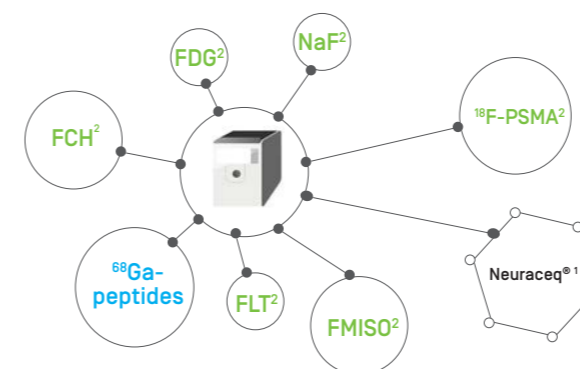 NaF²
FDG²
FCH²
¹⁸F-PSMA²
⁶⁸Ga-
peptides
Neuraceq® ¹
FLT²
FMISO²